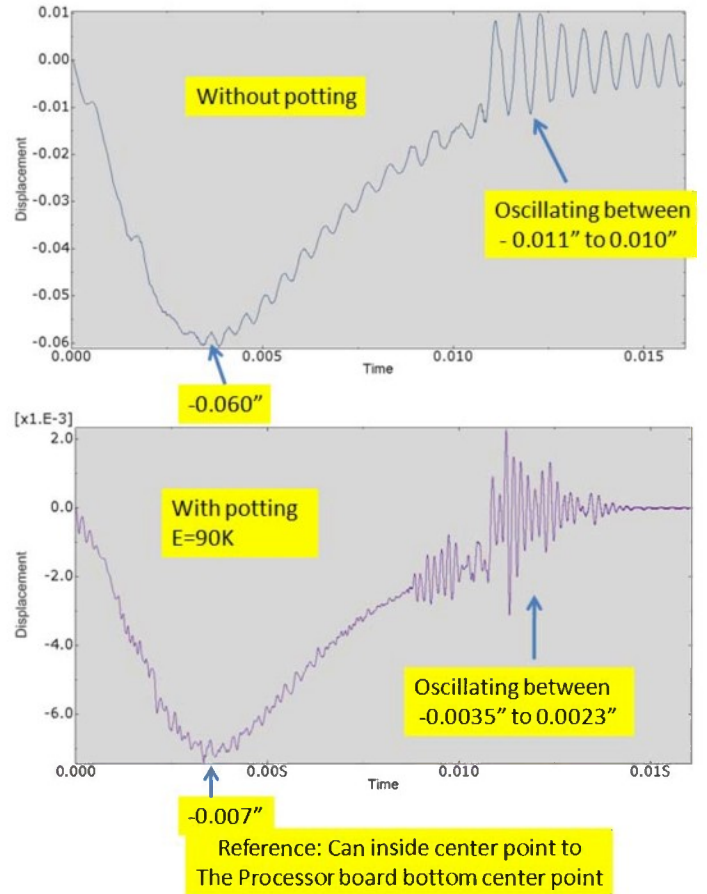 0.01
0.00
-0.01
-0.02
-0.03
-0.04
-0.05
-0.06
Displacement
Without potting
Oscillating between
- 0.011” to 0.010”
0.000 0.005 0.010 0.015
Time
-0.060”
[x1.E-3]
2.0
0.0
-2.0
-4.0
-6.0
Displacement
With potting
E=90K
Oscillating between
-0.0035” to 0.0023”
0.000 0.00S 0.010 0.01S
Time
-0.007”
Reference: Can inside center point to
The Processor board bottom center point